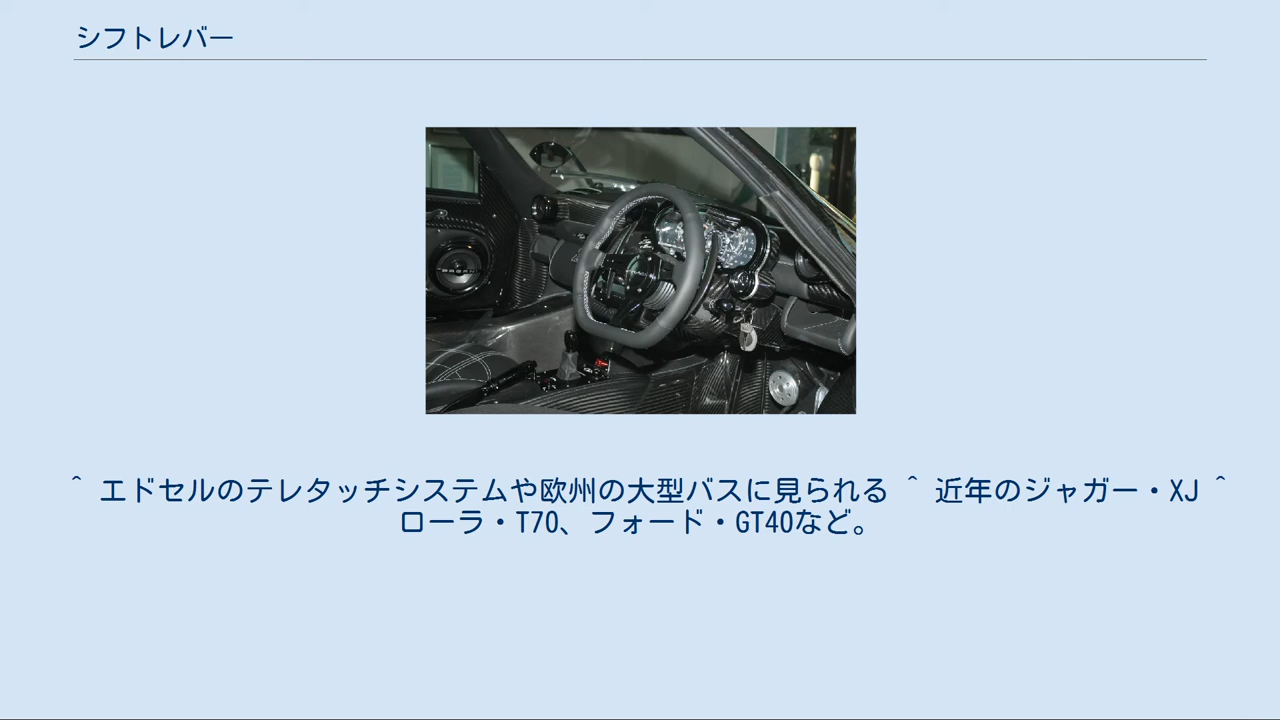 シフトレバー
^ エドセルのテレタッチシステムや欧州の大型バスに見られる ^ 近年のジャガー・XJ ^
ローラ・T70、フォード・GT40など。